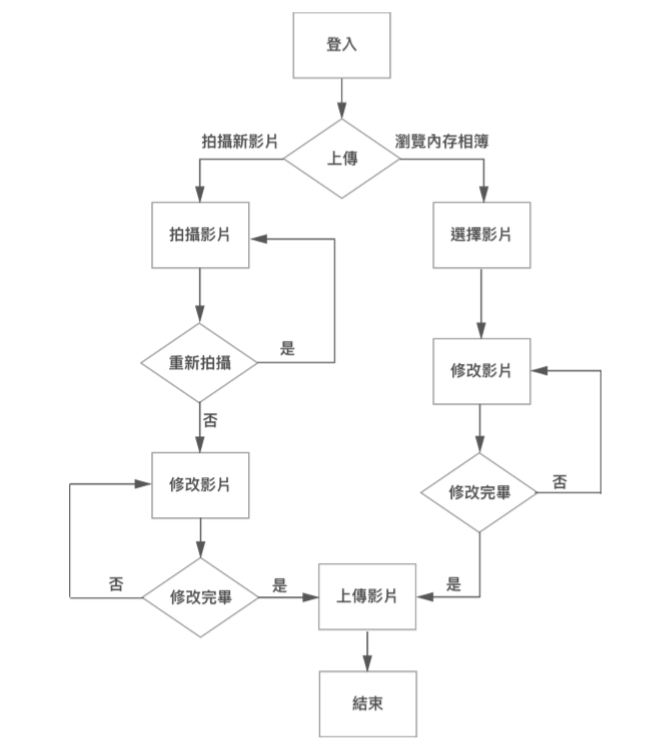 登入
拍攝新影片
瀏覽內存相簿
上傳
拍攝影片
選擇影片
重新拍攝
是
修改影片
否
修改影片
修改完畢
否
修改完畢
否
是
上傳影片
是
結束